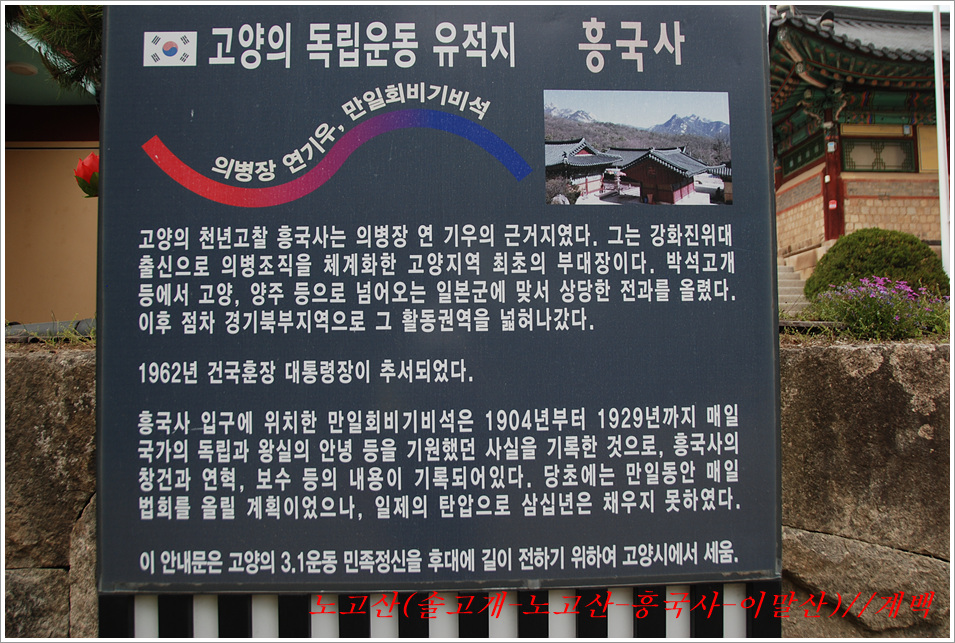 고양의 독립운동 유적지 흥국사
의병장 연기우, 만일회비기비석
고양의 천년고찰 흥국사는 의병장 연 기우의 근거지였다. 그는 강화진위대
출신으로 의병조직을 체계화한 고양지역 최초의 부대장이다. 박석고개
등에서 고양, 양주 등으로 넘어오는 일본군에 맞서 상당한 전과를 올렸다.
이후 점차 경기북부지역으로 그 활동권역을 넓혀나갔다.
1962년 건국훈장 대통령장이 추서되었다.
흥국사 입구에 위치한 만일회비기비석은 1904년부터 1929년까지 매일
국가의 독립과 왕실의 안녕 등을 기원했던 사실을 기록한 것으로, 흥국사의
창건과 연혁, 보수 등의 내용이 기록되어있다. 당초에는 만일동안 매일
법회를 올릴 계획이었으나, 일제의 탄압으로 삼십년은 채우지 못하였다.
이 안내문은 고양의 3.1운동 민족정신을 후대에 길이 전하기 위하여 고양시에서 세움.
노고산(솔고개-노고산-흥국사-이말산)//계백